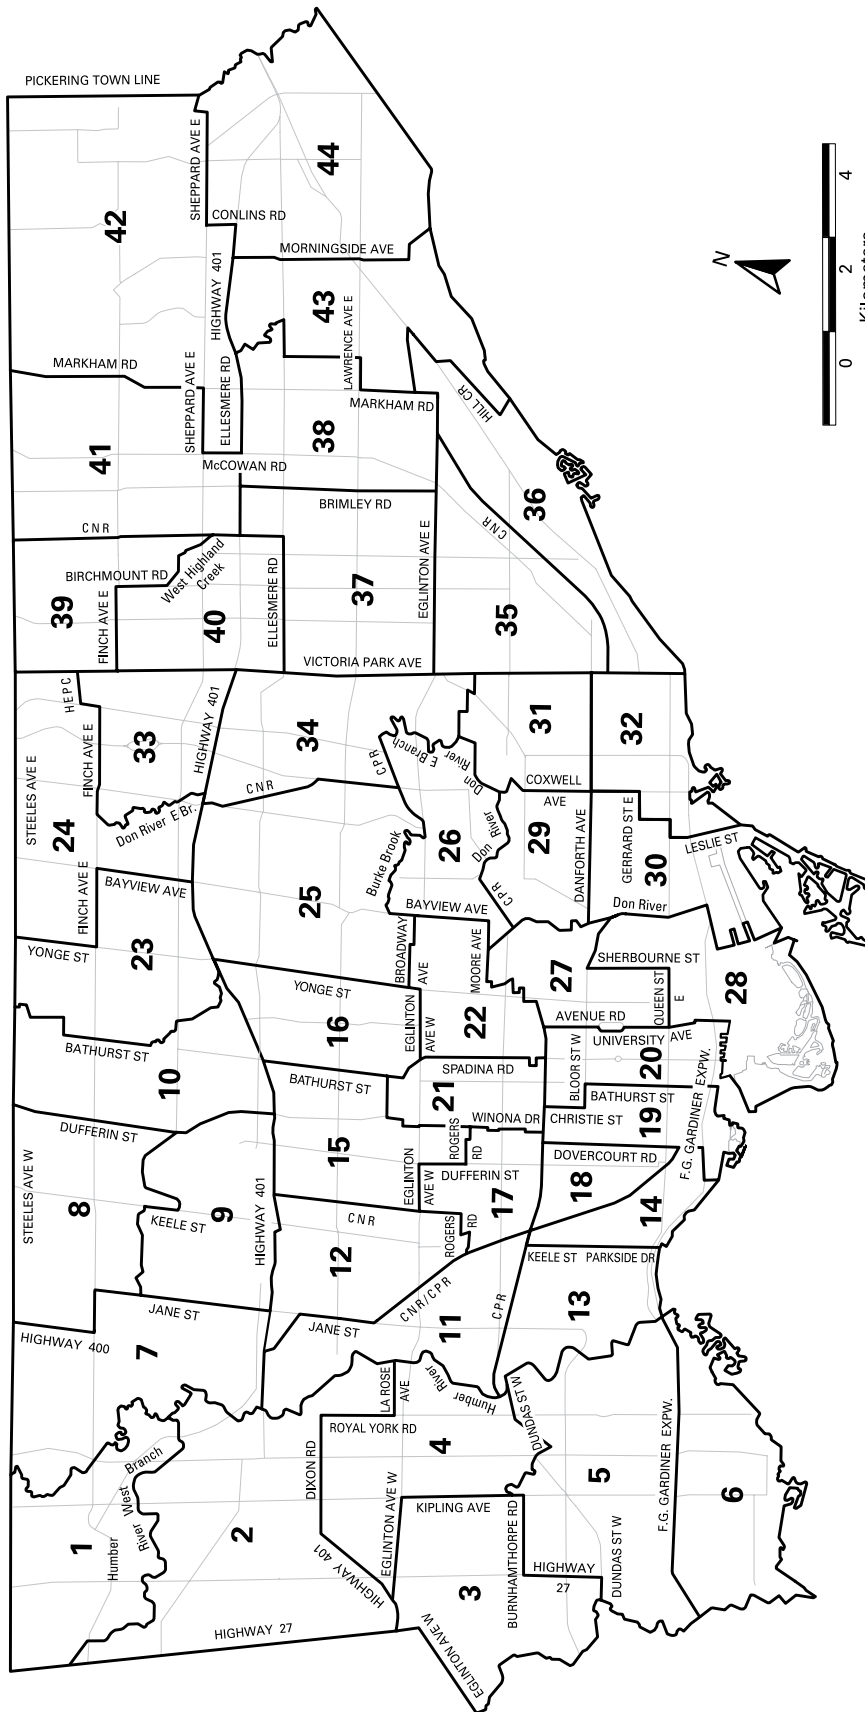 PICKERING TOWN LINE
SHEPPARD AVE E
44
42
CONLINS RD
MORNINGSIDE AVE
HIGHWAY 401
43
MARKHAM RD
LAWRENCE AVE E
SHEPPARD AVE E
ELLESMERE RD
MARKHAM RD
HILL CR
38
41
McCOWAN RD
BRIMLEY RD
36
CNR
CNR
EGLINTON AVE E
West Highland
Creek
BIRCHMOUNT RD
39
FINCH AVE E
40
ELLESMERE RD
37
35
VICTORIA PARK AVE
HEPC
33
HIGHWAY 401
34
31
32
STEELES AVE E
FINCH AVE E
CPR
E Branch
Don
River
COXWELL
AVE
CNR
Don River E Br.
24
26
Don River
29
DANFORTH AVE
GERRARD ST E
30
LESLIE ST
Burke Brook
25
CPR
Don River
BAYVIEW AVE
BAYVIEW AVE
FINCH AVE E
23
YONGE ST
BROADWAY
AVE
MOORE AVE
27
SHERBOURNE ST
QUEEN ST
E
28
YONGE ST
16
EGLINTON
AVE W
22
AVENUE RD
UNIVERSITY AVE
BATHURST ST
10
BATHURST ST
21
SPADINA RD
BLOOR ST W
20
BATHURST ST
19
F.G. GARDINER EXPW.
WINONA DR
CHRISTIE ST
DUFFERIN ST
15
ROGERS
RD
DOVERCOURT RD
STEELES AVE W
8
KEELE ST
9
HIGHWAY 401
EGLINTON
AVE W
DUFFERIN ST
17
18
14
CNR
12
ROGERS
RD
KEELE ST
PARKSIDE DR
JANE ST
HIGHWAY 400
7
JANE ST
CNR/CPR
11
CPR
13
LA ROSE
AVE
Humber
River
DUNDAS ST W
ROYAL YORK RD
4
DIXON RD
F.G. GARDINER EXPW.
5
6
Humber
River West
Branch
1
2
EGLINTON AVE W
KIPLING AVE
BURNHAMTHORPE RD
HIGHWAY 401
3
HIGHWAY
27
DUNDAS ST W
HIGHWAY 27
EGLINTON AVE W
N
0 2 4
Kilometers